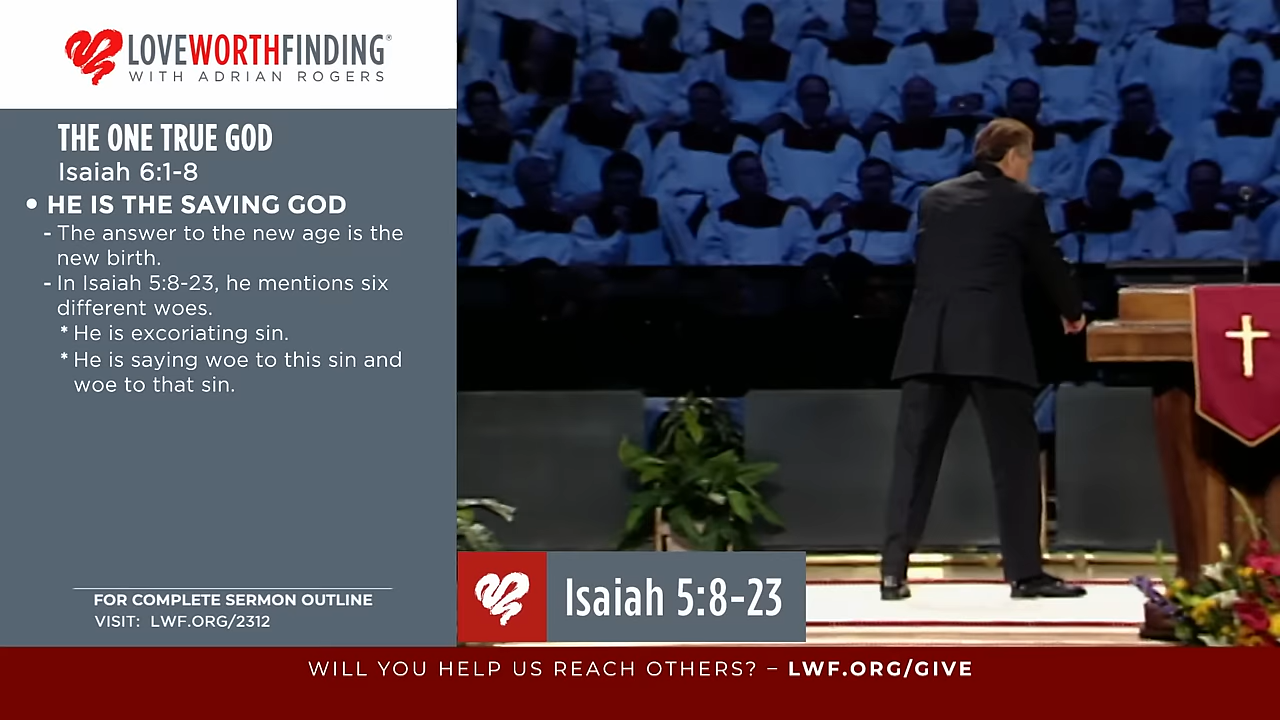 LOVEWORTHFINDING®
WITH ADRIAN ROGERS
THE ONE TRUE GOD
Isaiah 6:1-8
• HE IS THE SAVING GOD
- The answer to the new age is the
new birth.
- In Isaiah 5:8-23, he mentions six
different woes.
* He is excoriating sin.
* He is saying woe to this sin and
woe to that sin.
FOR COMPLETE SERMON OUTLINE
VISIT: LWF.ORG/2312
Isaiah 5:8-23
WILL YOU HELP US REACH OTHERS? – LWF.ORG/GIVE